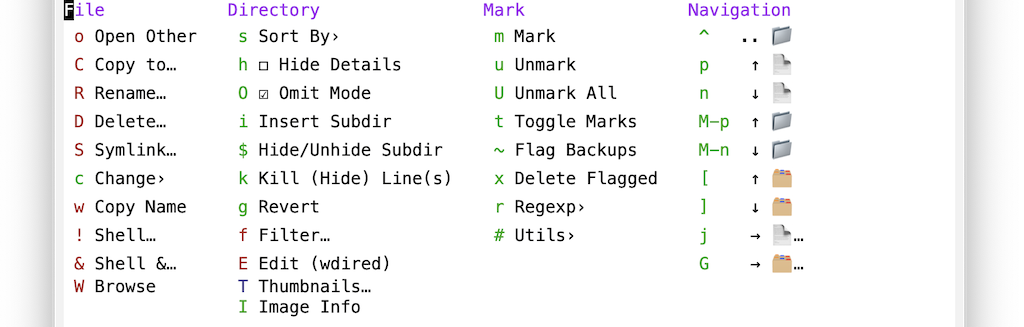 File Directory Mark Navigation
o Open Other s Sort By› m Mark ^ .. 📁
C Copy to… h ☐ Hide Details u Unmark p ↑
R Rename… O ☑ Omit Mode U Unmark All n ↓
D Delete… i Insert Subdir t Toggle Marks M-p ↑ 📁
S Symlink… $ Hide/Unhide Subdir ~ Flag Backups M-n ↓ 📁
c Change› k Kill (Hide) Line(s) x Delete Flagged [ ↑ 🗂
w Copy Name g Revert r Regexp› ] ↓ 🗂
! Shell… f Filter… # Utils› j → …
& Shell &… E Edit (wdired) G → 🗂…
W Browse T Thumbnails…
I Image Info